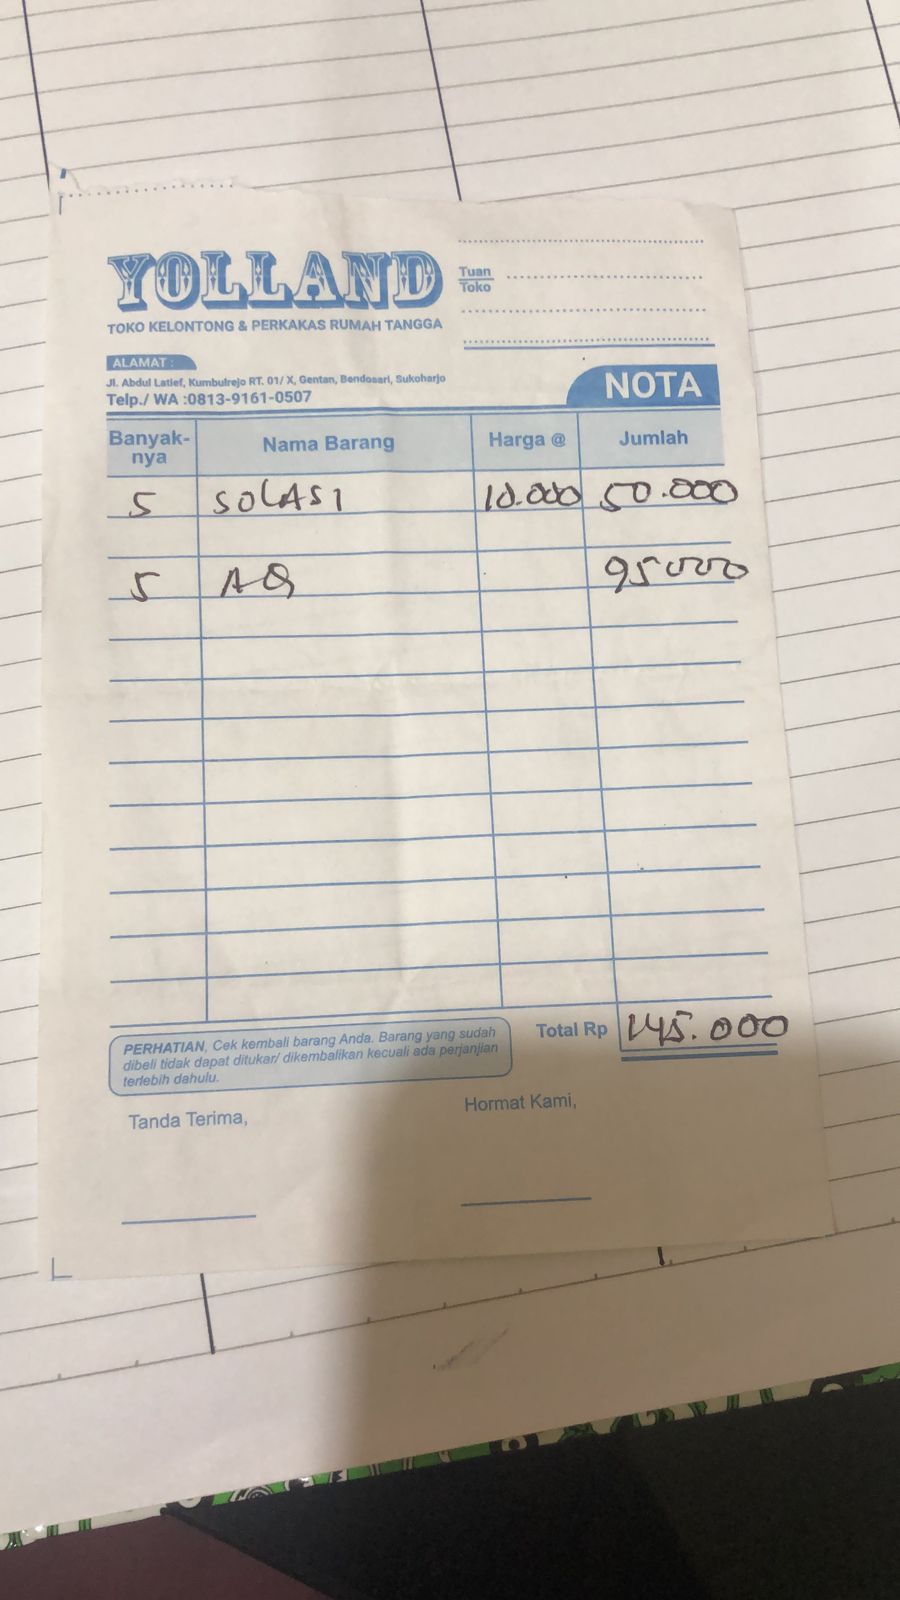 YOLLAND
TOKO KELONTONG & PERKAKAS RUMAH TANGGA
ALAMAT :
Jl. Abdul Latief, Kumbulrejo RT. 01/ X, Gentan, Bendosari, Sukoharjo
Telp./ WA :0813-9161-0507
Tuan
Toko
NOTA
Banyak-nya Nama Barang Harga @ Jumlah
5 SOLASI 10.000 50.000
5 AQ 95000
Total Rp 145.000
PERHATIAN, Cek kembali barang Anda. Barang yang sudah
dibeli tidak dapat ditukar/ dikembalikan kecuali ada perjanjian
terlebih dahulu.
Tanda Terima, Hormat Kami,